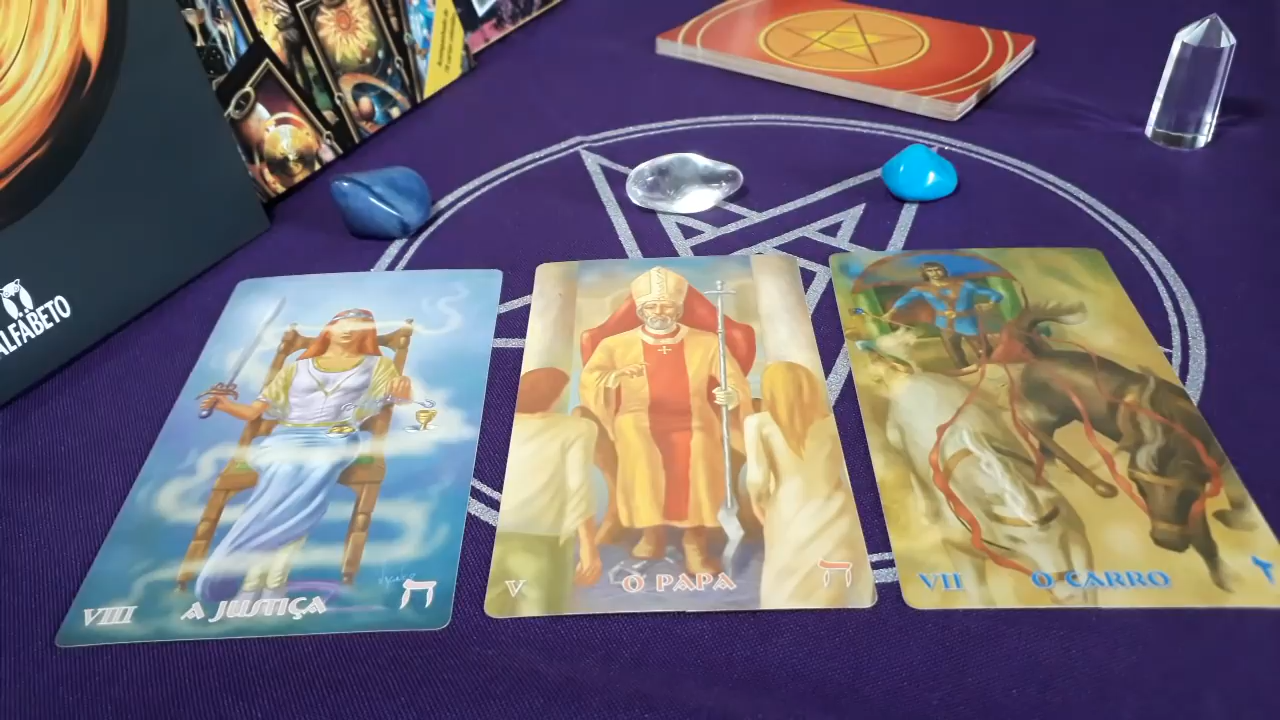 ALFABETO
VIII A JUSTIÇA ח
V O PAPA ה
VII O CARRO